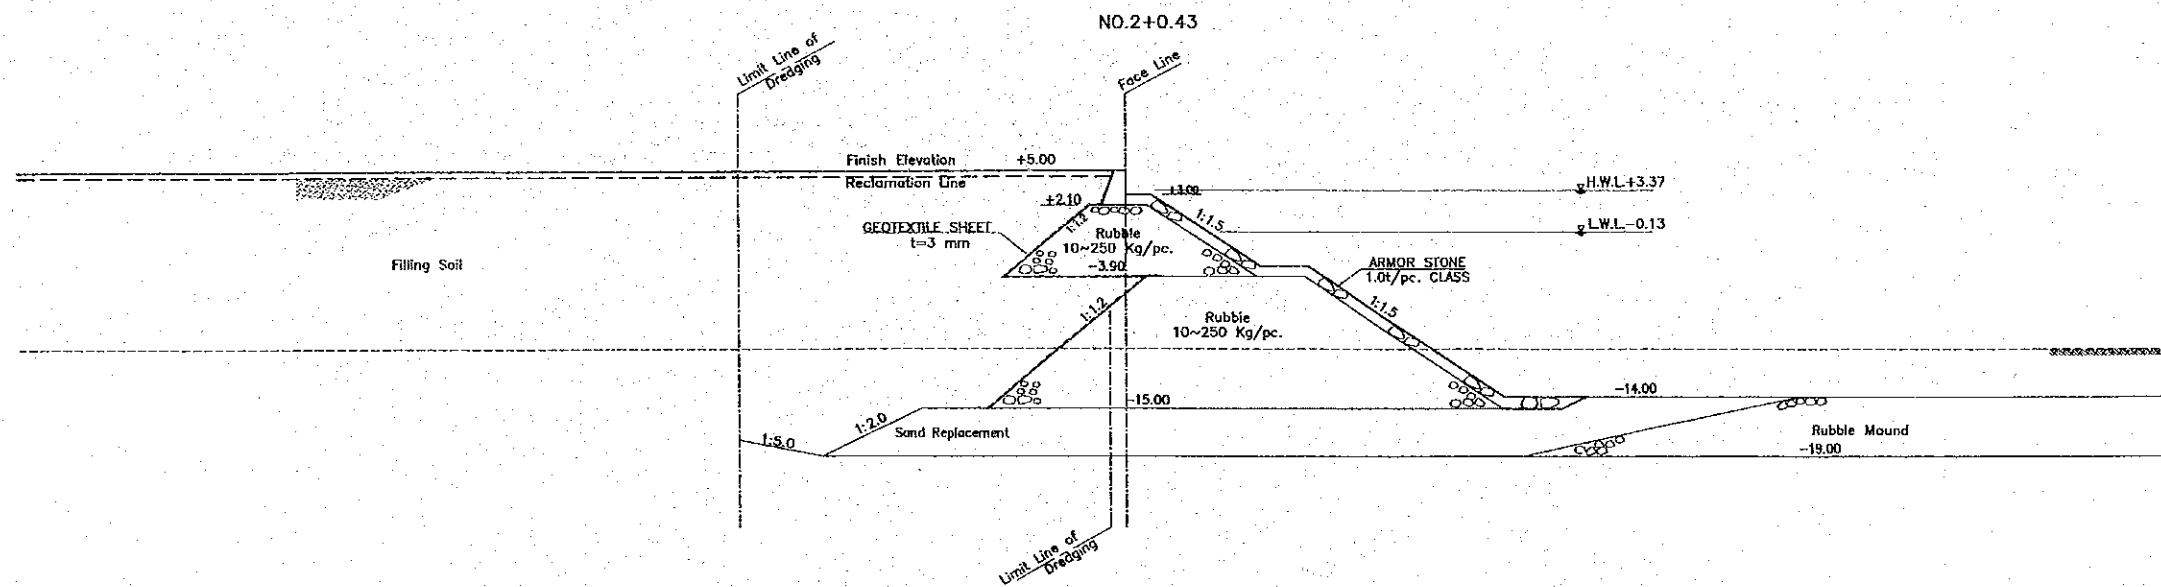 NO.2+0.43
Limit Line of
Dredging
Face Line
Finish Elevation +5.00
Reclamation Line
+3.00
H.W.L.+3.37
+2.10
1:1.2
1:1.5
GEOTEXTILE SHEET
t=3 mm
L.W.L.-0.13
Rubble
10~250 Kg/pc.
-3.90
Filling Soil
ARMOR STONE
1.0t/pc. CLASS
1:1.2
1:1.5
Rubble
10~250 Kg/pc.
-14.00
-15.00
1:2.0
Sand Replacement
1:5.0
Rubble Mound
-19.00
Limit Line of
Dredging